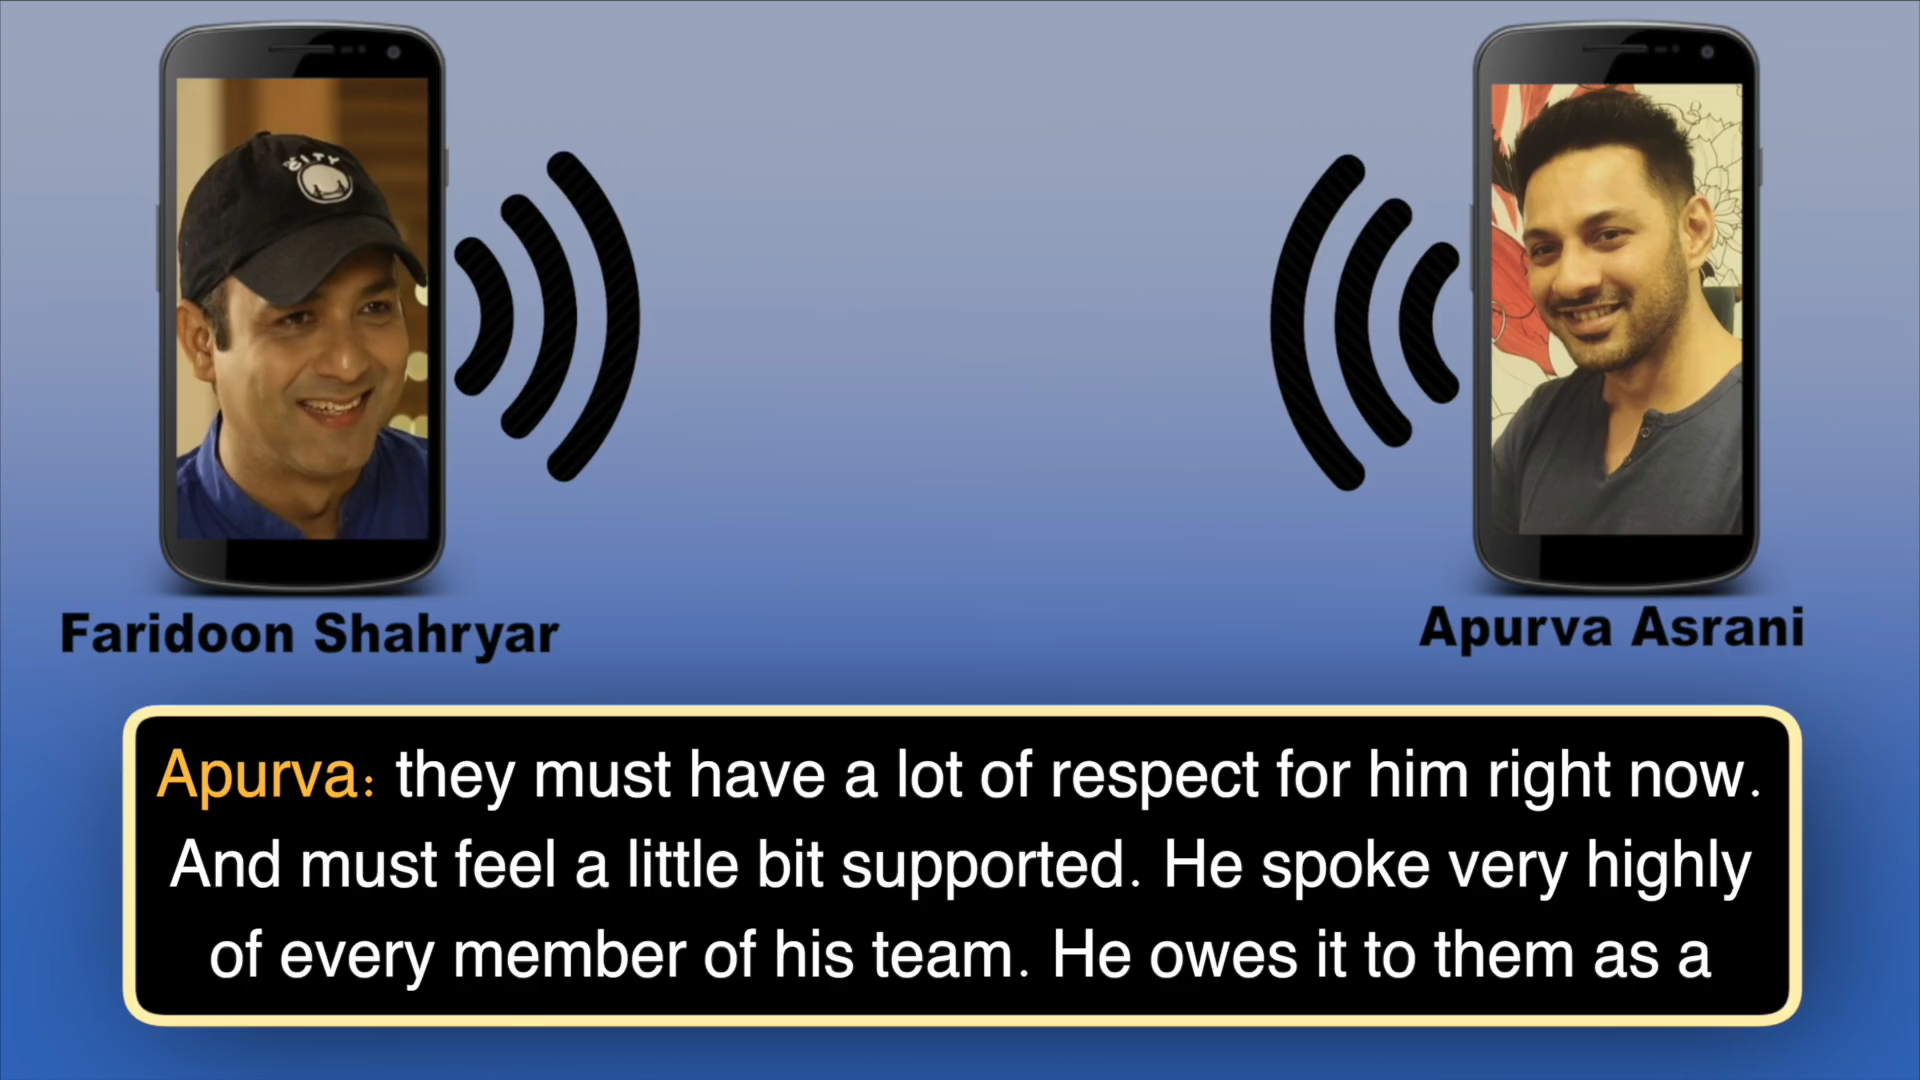 CITY
Faridoon Shahryar
Apurva Asrani
Apurva: they must have a lot of respect for him right now.
And must feel a little bit supported. He spoke very highly
of every member of his team. He owes it to them as a